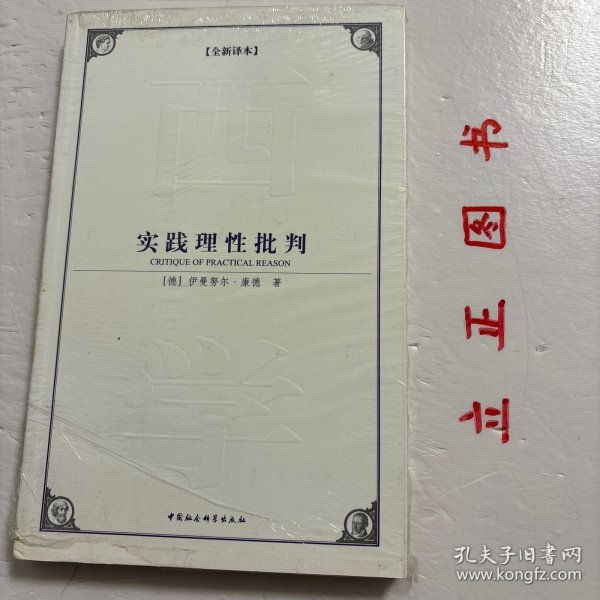 【全新译本】
西
学
实践理性批判
CRITIQUE OF PRACTICAL REASON
[德] 伊曼努尔·康德 著
中国社会科学出版社
立正图书
孔夫子旧书网
www.kongfz.com